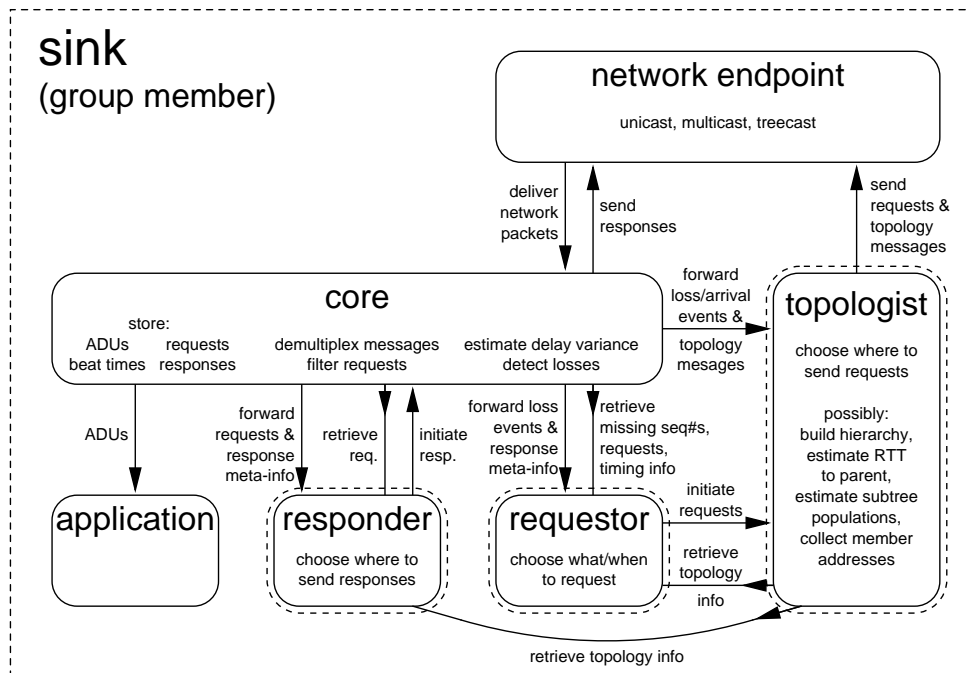 sink
(group member)
network endpoint
unicast, multicast, treecast
deliver
network
packets
send
responses
send
requests &
topology
messages
core
store:
ADUs requests
beat times responses
demultiplex messages
filter requests
estimate delay variance
detect losses
forward
loss/arrival
events &
topology
mesages
topologist
choose where to
send requests
possibly:
build hierarchy,
estimate RTT
to parent,
estimate subtree
populations,
collect member
addresses
ADUs
forward
requests &
response
meta-info
retrieve
req.
initiate
resp.
forward loss
events &
response
meta-info
retrieve
missing seq#s,
requests,
timing info
application
responder
choose where to
send responses
requestor
choose what/when
to request
initiate
requests
retrieve
topology
info
retrieve topology info